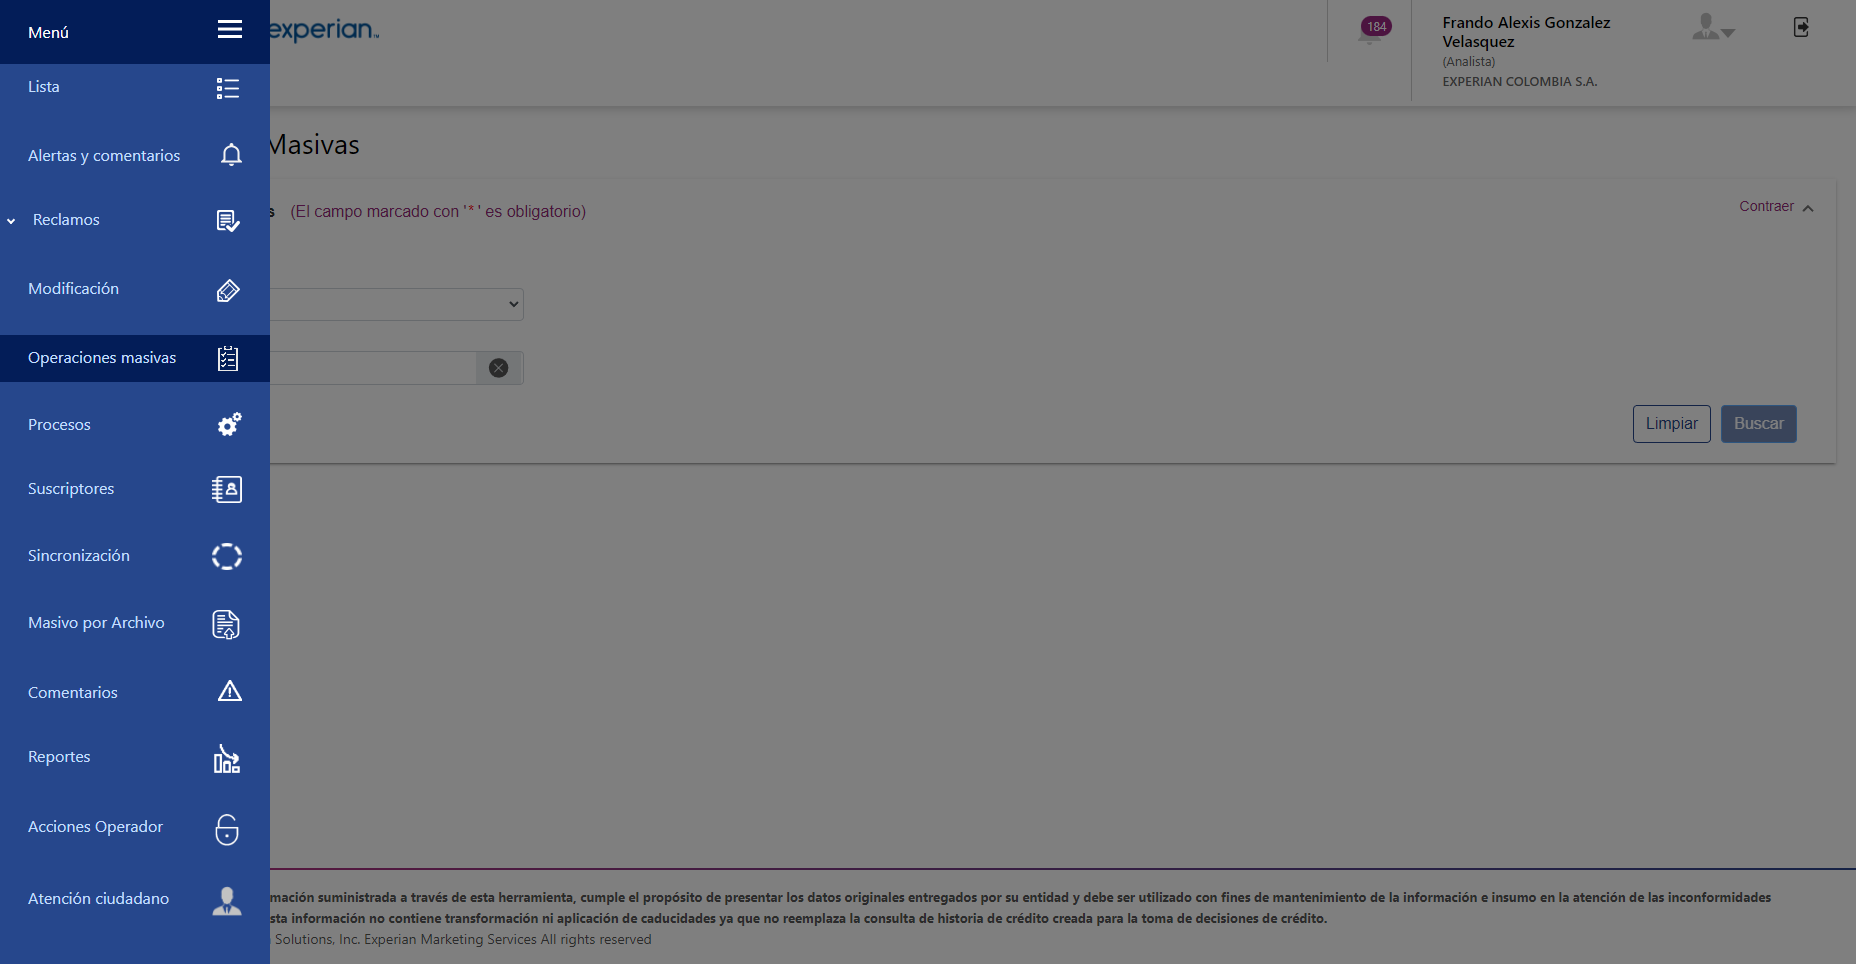 Menú
experian™
184
Frando Alexis Gonzalez
Velasquez
(Analista)
EXPERIAN COLOMBIA S.A.
Lista
Alertas y comentarios
Reclamos
Modificación
Operaciones masivas
Procesos
Suscriptores
Sincronización
Masivo por Archivo
Comentarios
Reportes
Acciones Operador
Atención ciudadano
Masivas
s (El campo marcado con '*' es obligatorio)
Contraer
Limpiar
Buscar
mación suministrada a través de esta herramienta, cumple el propósito de presentar los datos originales entregados por su entidad y debe ser utilizado con fines de mantenimiento de la información e insumo en la atención de las inconformidades
sta información no contiene transformación ni aplicación de caducidades ya que no reemplaza la consulta de historia de crédito creada para la toma de decisiones de crédito.
Solutions, Inc. Experian Marketing Services All rights reserved